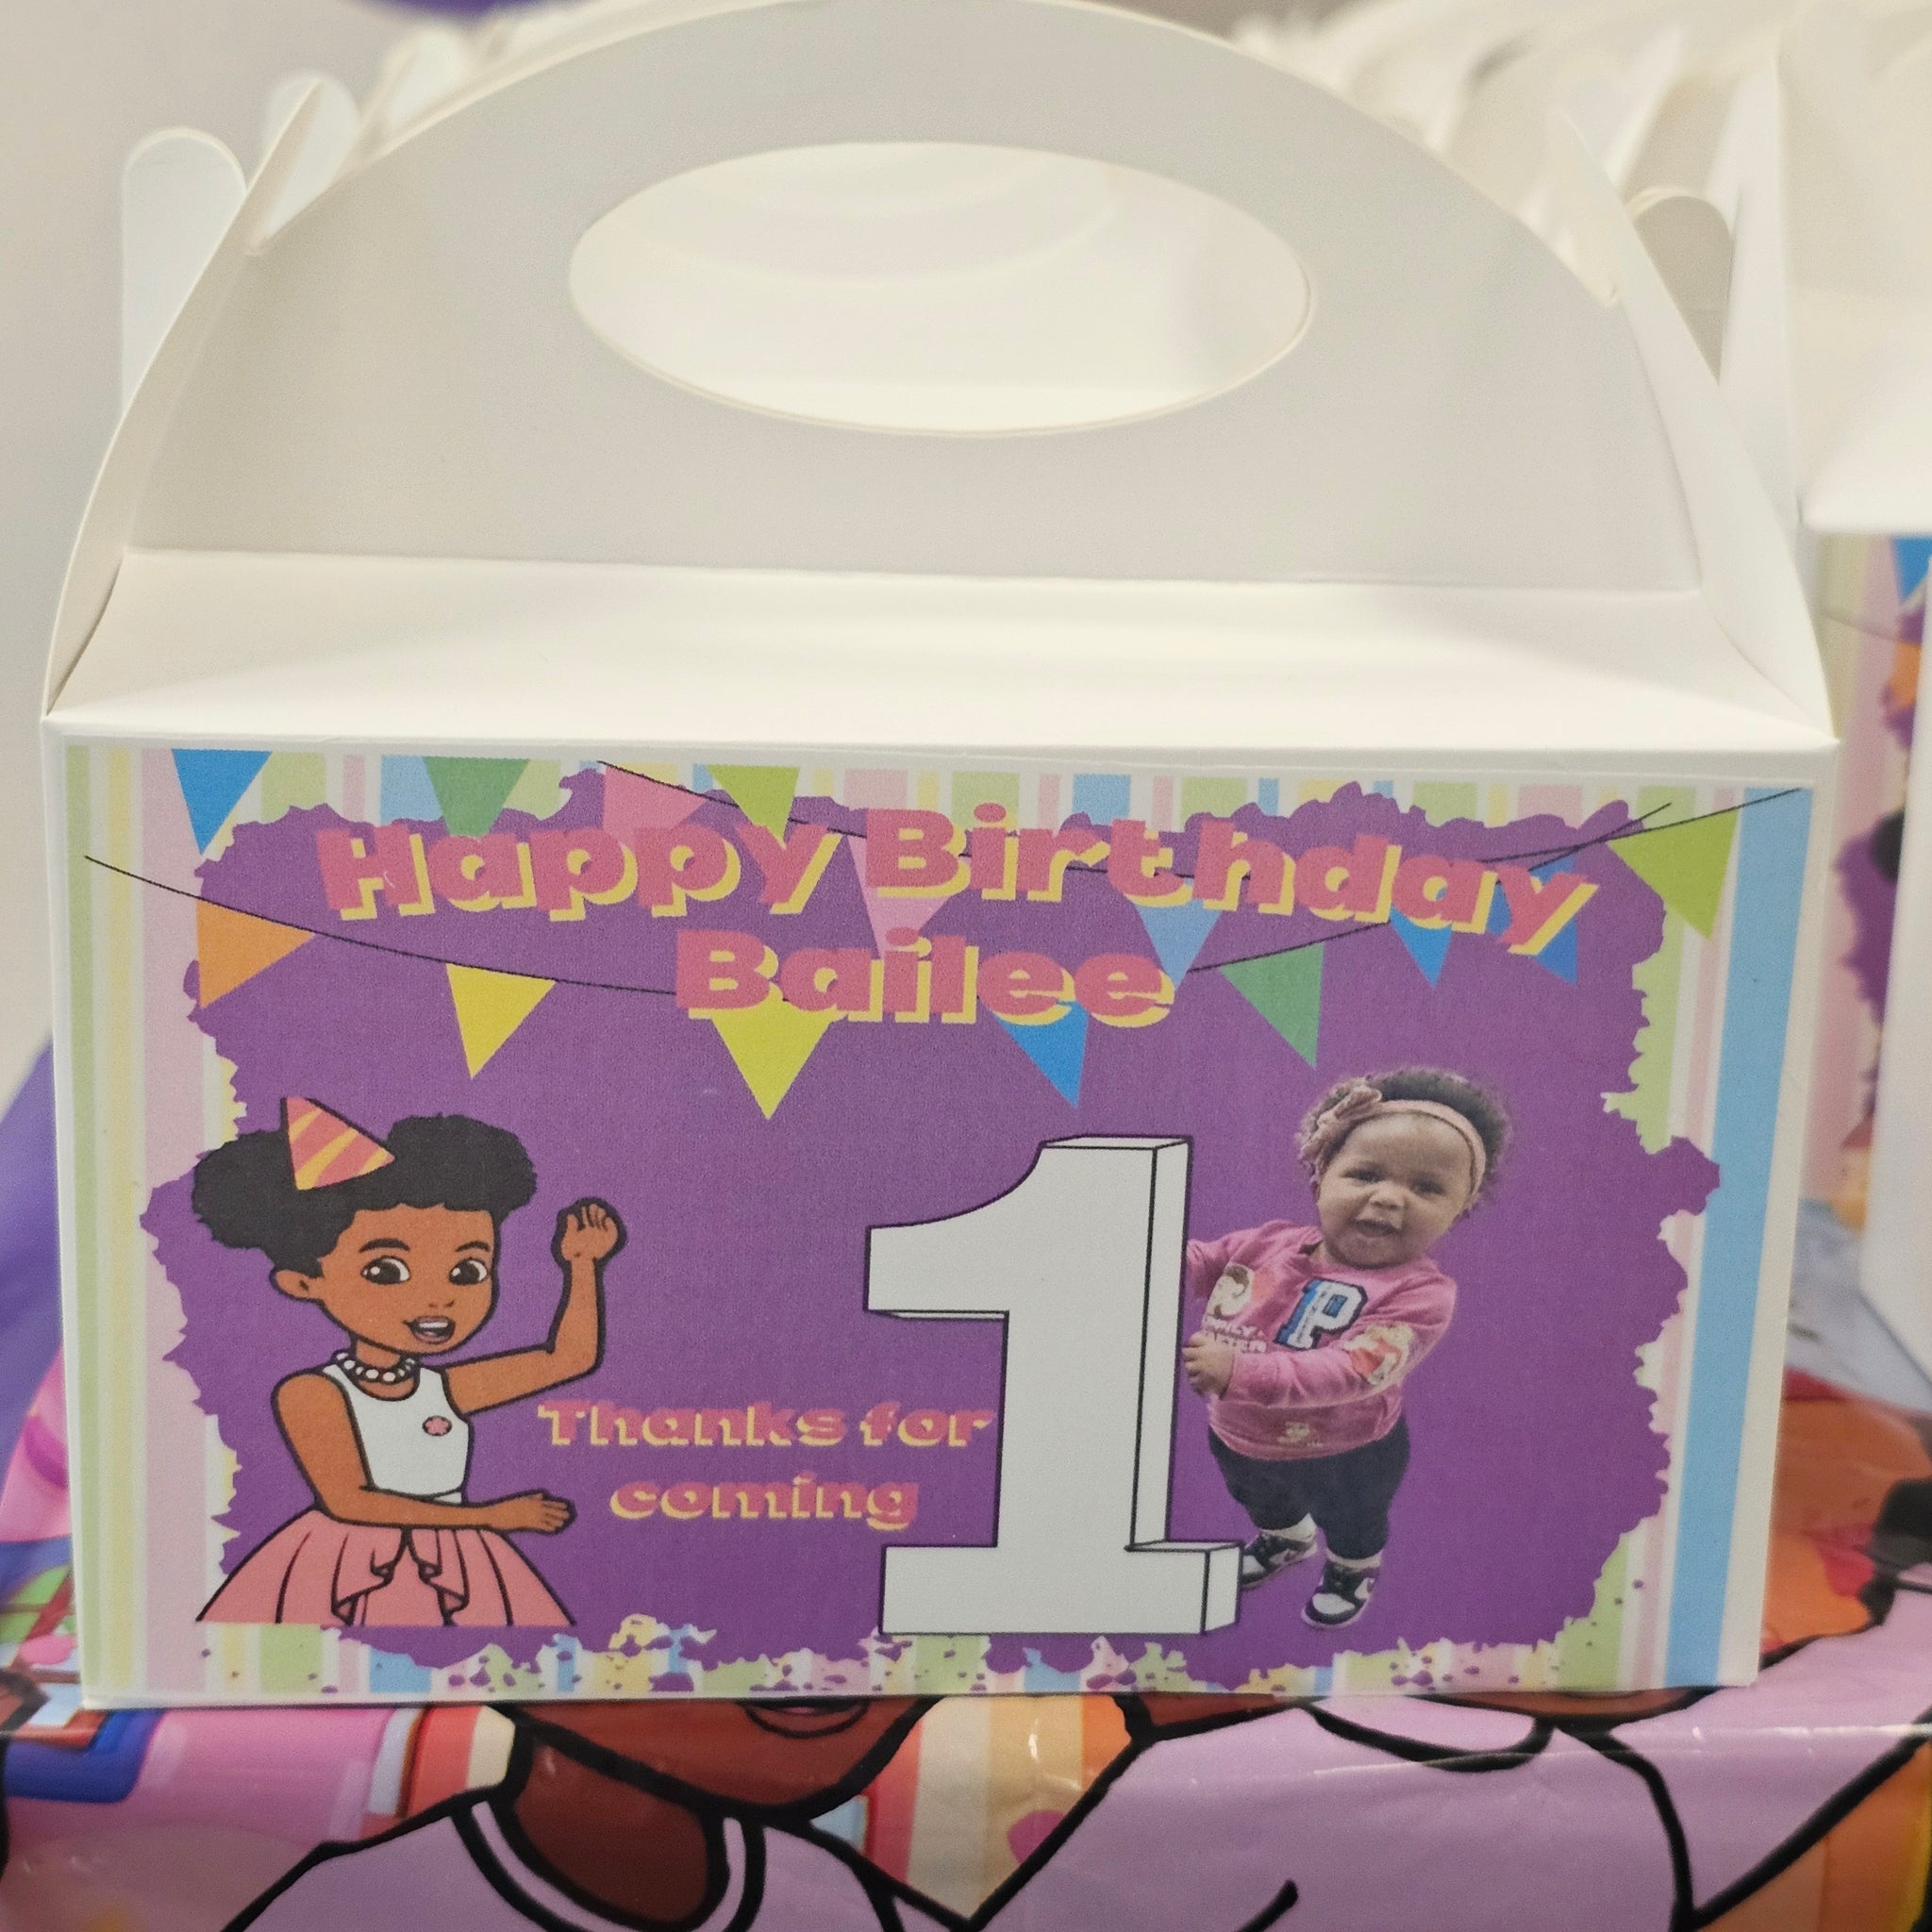 Happy Birthday
Bailee
Thanks for
coming
1
P